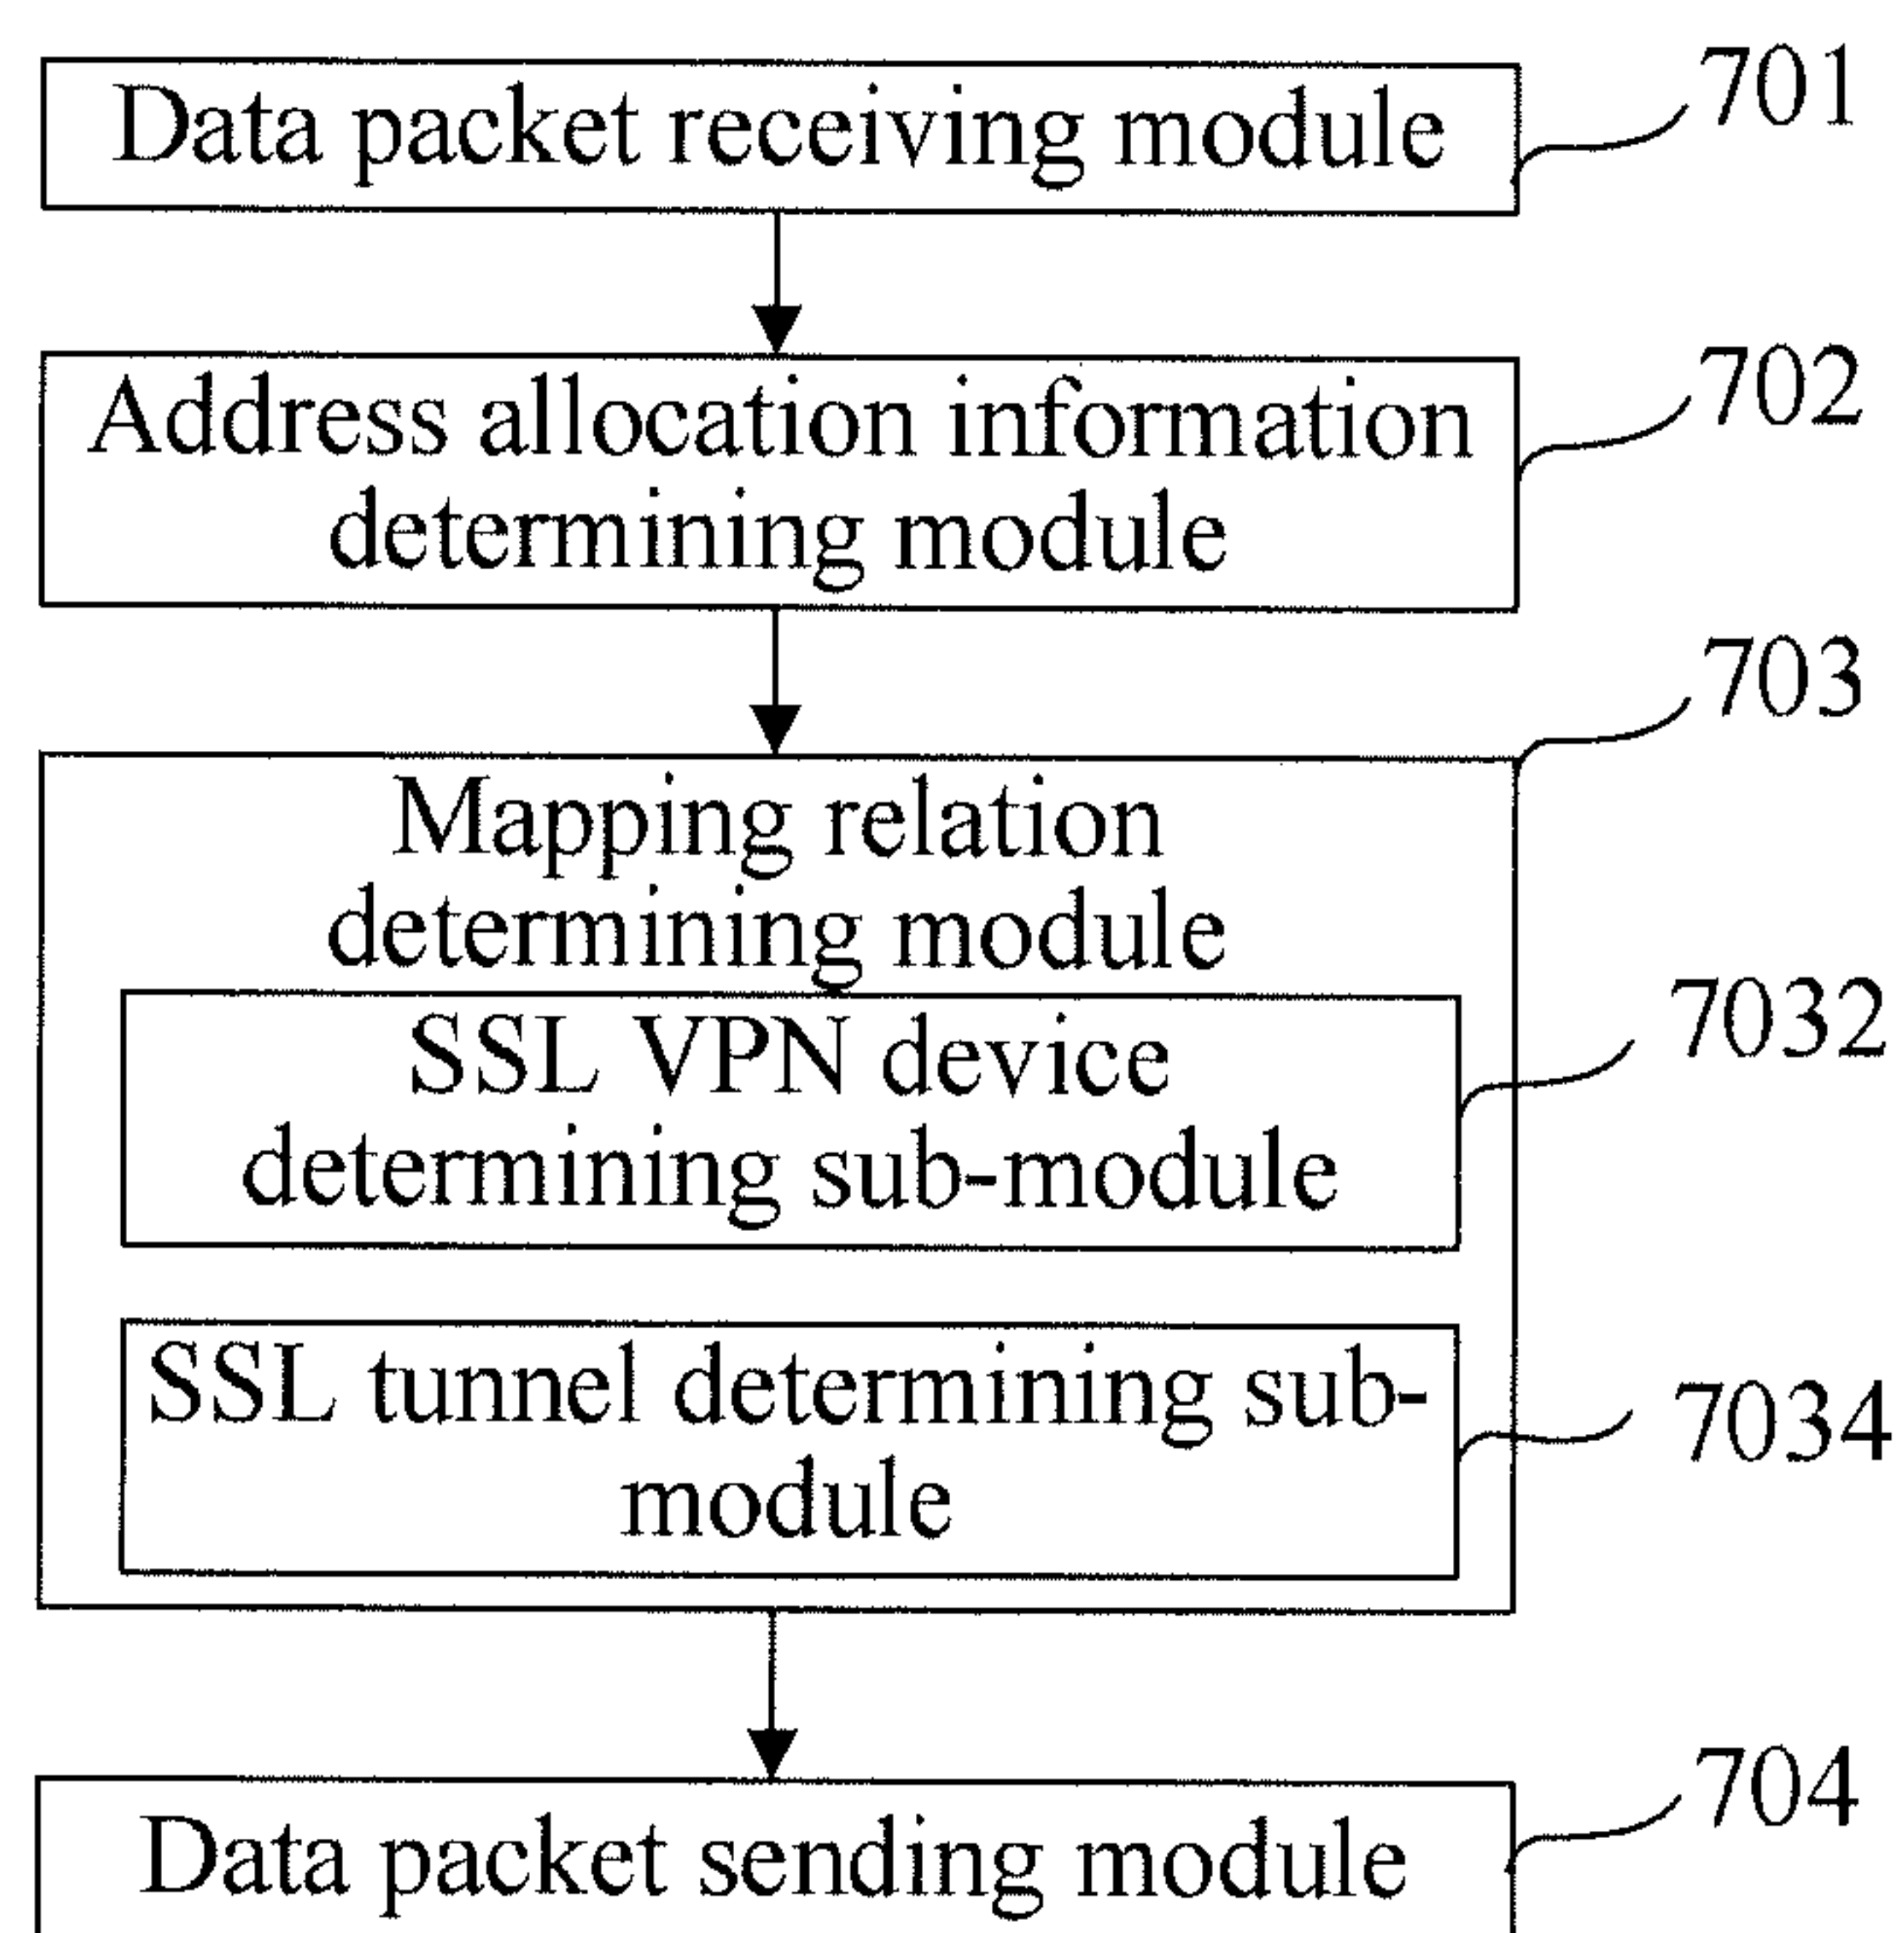 Data packet receiving module
701
Address allocation information
determining module
702
703
Mapping relation
determining module
SSL VPN device
determining sub-module
7032
SSL tunnel determining sub-
module
7034
Data packet sending module
704